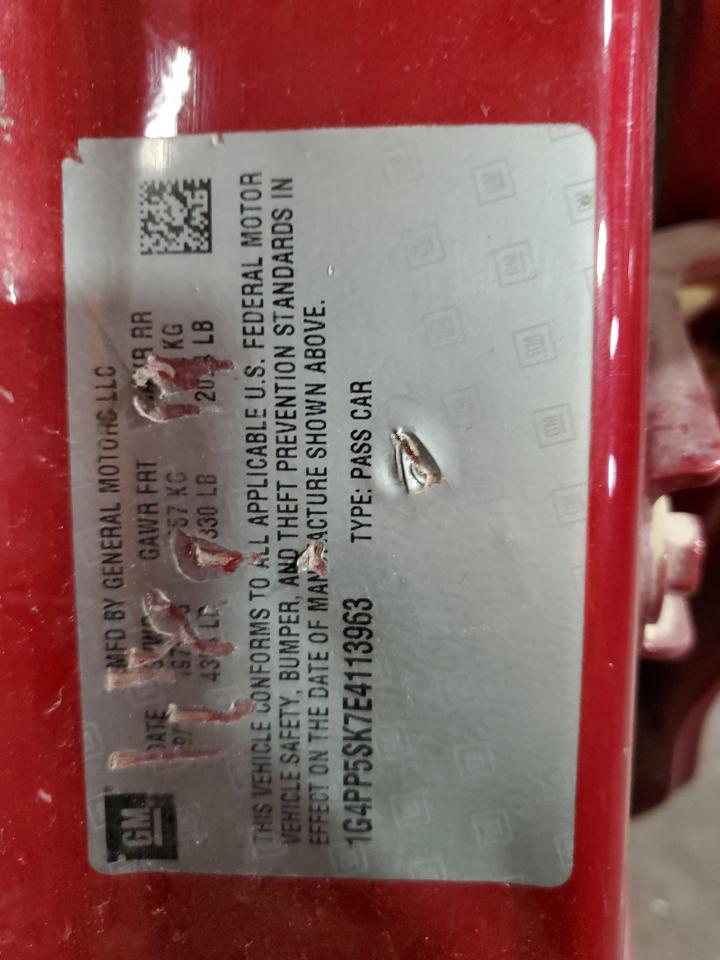 GM
MFD BY GENERAL MOTORS LLC
DATE GAWR FRT RR
KG KG
330 LB LB
THIS VEHICLE CONFORMS TO ALL APPLICABLE U.S. FEDERAL MOTOR
VEHICLE SAFETY, BUMPER, AND THEFT PREVENTION STANDARDS IN
EFFECT ON THE DATE OF MANUFACTURE SHOWN ABOVE.
1G4PP5SK7E4113963 TYPE: PASS CAR